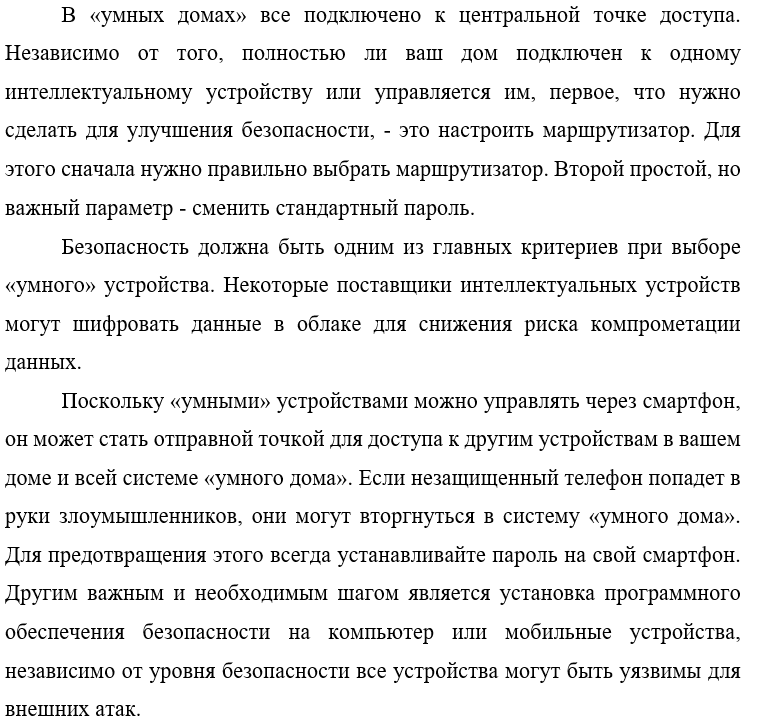 В «умных домах» все подключено к центральной точке доступа.
Независимо от того, полностью ли ваш дом подключен к одному
интеллектуальному устройству или управляется им, первое, что нужно
сделать для улучшения безопасности, - это настроить маршрутизатор. Для
этого сначала нужно правильно выбрать маршрутизатор. Второй простой, но
важный параметр - сменить стандартный пароль.
Безопасность должна быть одним из главных критериев при выборе
«умного» устройства. Некоторые поставщики интеллектуальных устройств
могут шифровать данные в облаке для снижения риска компрометации
данных.
Поскольку «умными» устройствами можно управлять через смартфон,
он может стать отправной точкой для доступа к другим устройствам в вашем
доме и всей системе «умного дома». Если незащищенный телефон попадет в
руки злоумышленников, они могут вторгнуться в систему «умного дома».
Для предотвращения этого всегда устанавливайте пароль на свой смартфон.
Другим важным и необходимым шагом является установка программного
обеспечения безопасности на компьютер или мобильные устройства,
независимо от уровня безопасности все устройства могут быть уязвимы для
внешних атак.